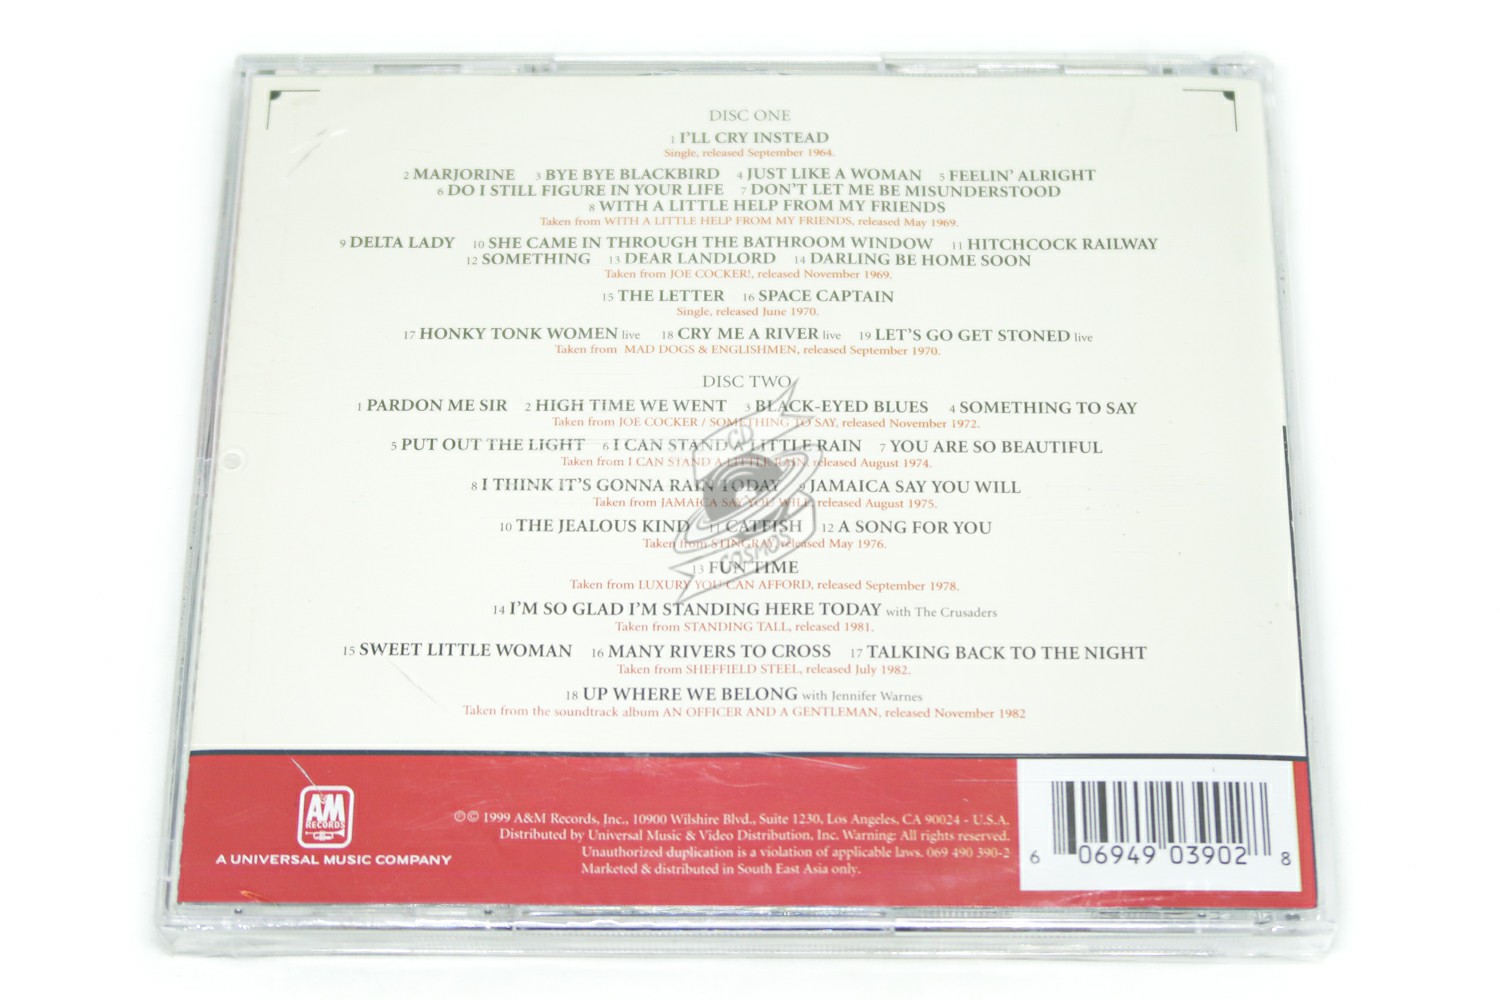 DISC ONE
1 I'LL CRY INSTEAD
Single, released September 1964.
2 MARJORINE 3 BYE BYE BLACKBIRD 4 JUST LIKE A WOMAN 5 FEELIN' ALRIGHT
6 DO I STILL FIGURE IN YOUR LIFE 7 DON'T LET ME BE MISUNDERSTOOD
8 WITH A LITTLE HELP FROM MY FRIENDS
Taken from WITH A LITTLE HELP FROM MY FRIENDS, released May 1969.
9 DELTA LADY 10 SHE CAME IN THROUGH THE BATHROOM WINDOW 11 HITCHCOCK RAILWAY
12 SOMETHING 13 DEAR LANDLORD 14 DARLING BE HOME SOON
Taken from JOE COCKER!, released November 1969.
15 THE LETTER 16 SPACE CAPTAIN
Single, released June 1970.
17 HONKY TONK WOMEN live 18 CRY ME A RIVER live 19 LET'S GO GET STONED live
Taken from MAD DOGS & ENGLISHMEN, released September 1970.
DISC TWO
1 PARDON ME SIR 2 HIGH TIME WE WENT 3 BLACK-EYED BLUES 4 SOMETHING TO SAY
Taken from JOE COCKER / SOMETHING TO SAY, released November 1972.
5 PUT OUT THE LIGHT 6 I CAN STAND A LITTLE RAIN 7 YOU ARE SO BEAUTIFUL
Taken from I CAN STAND A LITTLE RAIN, released August 1974.
8 I THINK IT'S GONNA RAIN TODAY 9 JAMAICA SAY YOU WILL
Taken from JAMAICA SAY YOU WILL, released August 1975.
10 THE JEALOUS KIND 11 CATFISH 12 A SONG FOR YOU
Taken from STINGRAY, released May 1976.
13 FUN TIME
Taken from LUXURY YOU CAN AFFORD, released September 1978.
14 I'M SO GLAD I'M STANDING HERE TODAY with The Crusaders
Taken from STANDING TALL, released 1981.
15 SWEET LITTLE WOMAN 16 MANY RIVERS TO CROSS 17 TALKING BACK TO THE NIGHT
Taken from SHEFFIELD STEEL, released July 1982.
18 UP WHERE WE BELONG with Jennifer Warnes
Taken from the soundtrack album AN OFFICER AND A GENTLEMAN, released November 1982
CD
COSMOS
A&M
RECORDS
A UNIVERSAL MUSIC COMPANY
℗© 1999 A&M Records, Inc., 10900 Wilshire Blvd., Suite 1230, Los Angeles, CA 90024 - U.S.A.
Distributed by Universal Music & Video Distribution, Inc. Warning: All rights reserved.
Unauthorized duplication is a violation of applicable laws. 069 490 390-2
Marketed & distributed in South East Asia only.
6 06949 03902 8